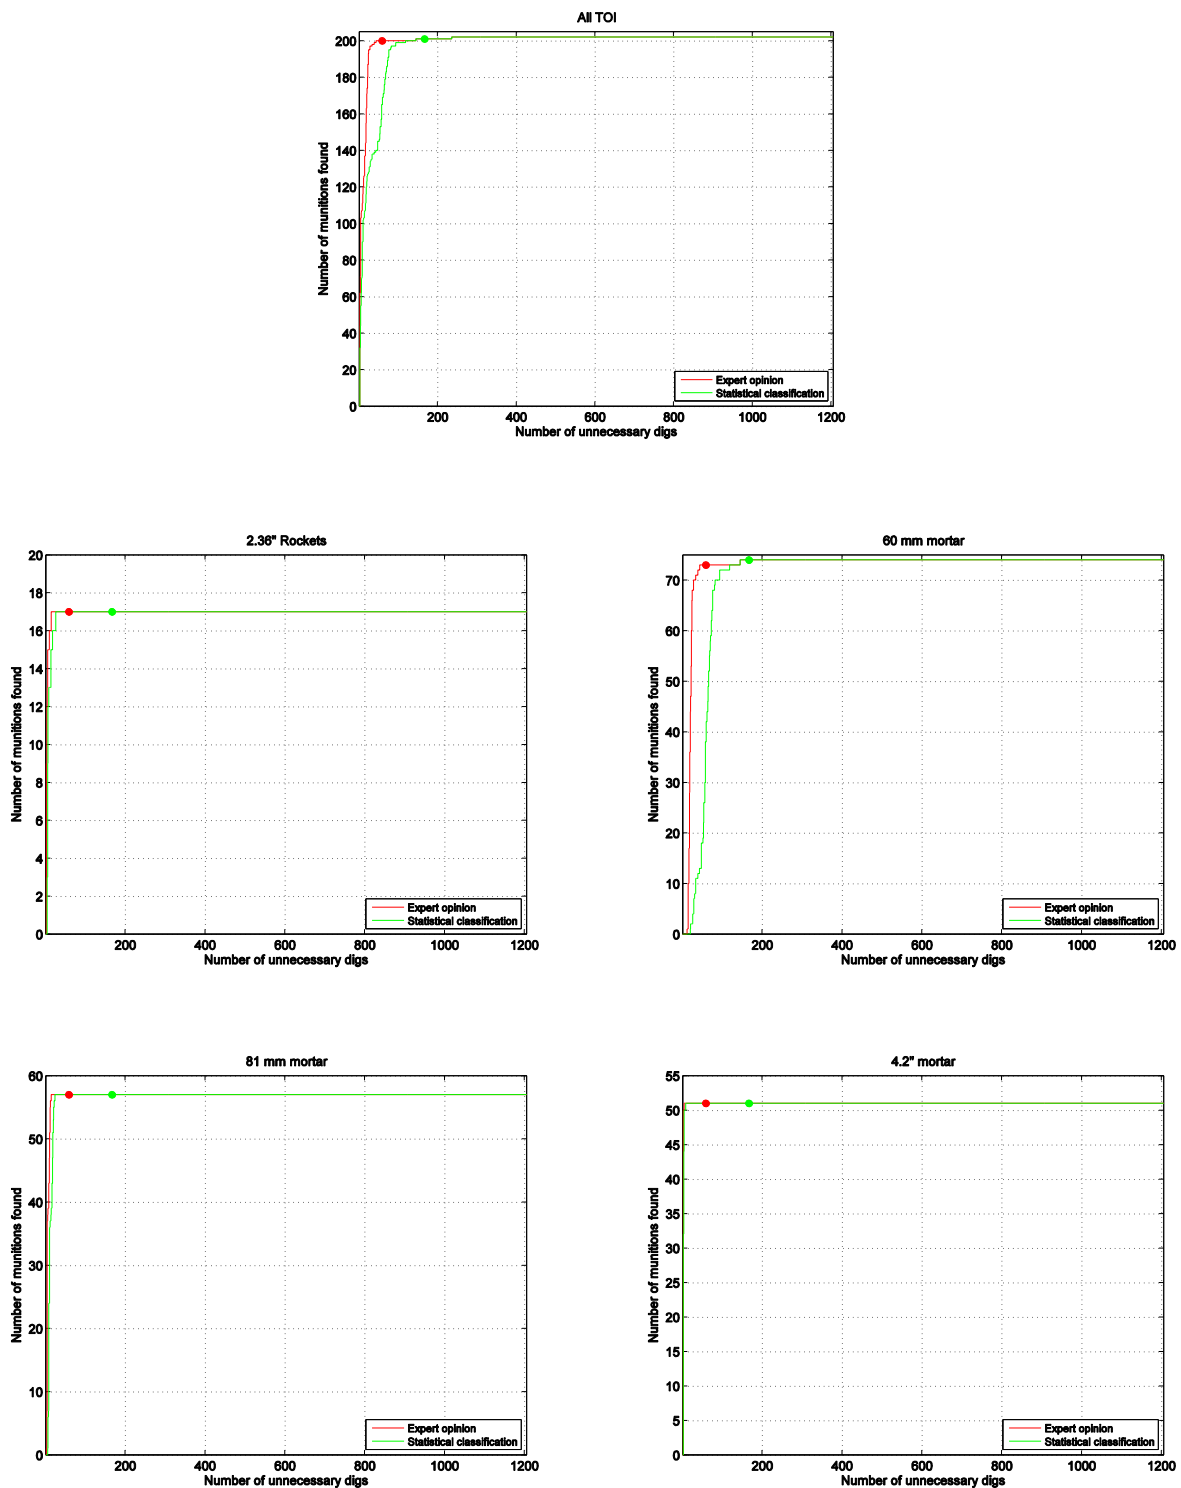 All TOI
Number of munitions found
200
180
160
140
120
100
80
60
40
20
0
200 400 600 800 1000 1200
Number of unnecessary digs
Expert opinion
Statistical classification
2.36" Rockets
Number of munitions found
20
18
16
14
12
10
8
6
4
2
0
200 400 600 800 1000 1200
Number of unnecessary digs
Expert opinion
Statistical classification
60 mm mortar
Number of munitions found
70
60
50
40
30
20
10
0
200 400 600 800 1000 1200
Number of unnecessary digs
Expert opinion
Statistical classification
81 mm mortar
Number of munitions found
60
50
40
30
20
10
0
200 400 600 800 1000 1200
Number of unnecessary digs
Expert opinion
Statistical classification
4.2" mortar
Number of munitions found
55
50
45
40
35
30
25
20
15
10
5
0
200 400 600 800 1000 1200
Number of unnecessary digs
Expert opinion
Statistical classification